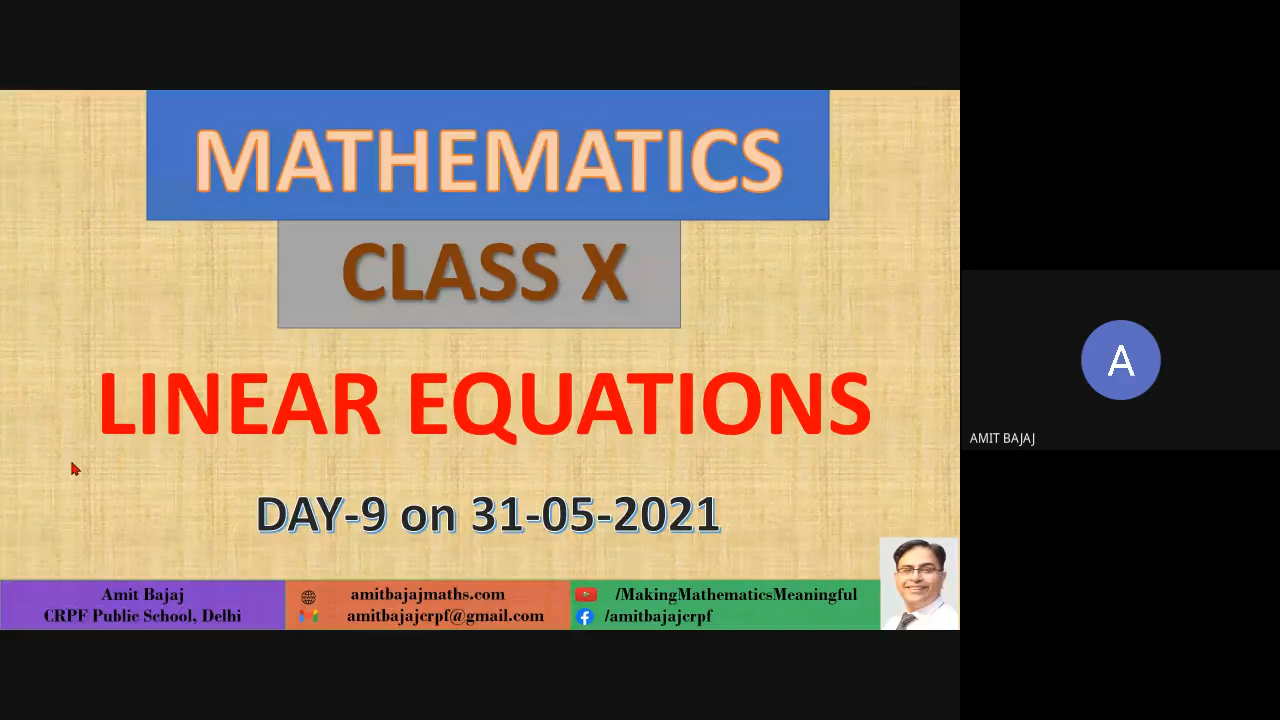 MATHEMATICS
CLASS X
LINEAR EQUATIONS
DAY-9 on 31-05-2021
Amit Bajaj
CRPF Public School, Delhi
amitbajajmaths.com
amitbajajcrpf@gmail.com
/MakingMathematicsMeaningful
/amitbajajcrpf
A
AMIT BAJAJ